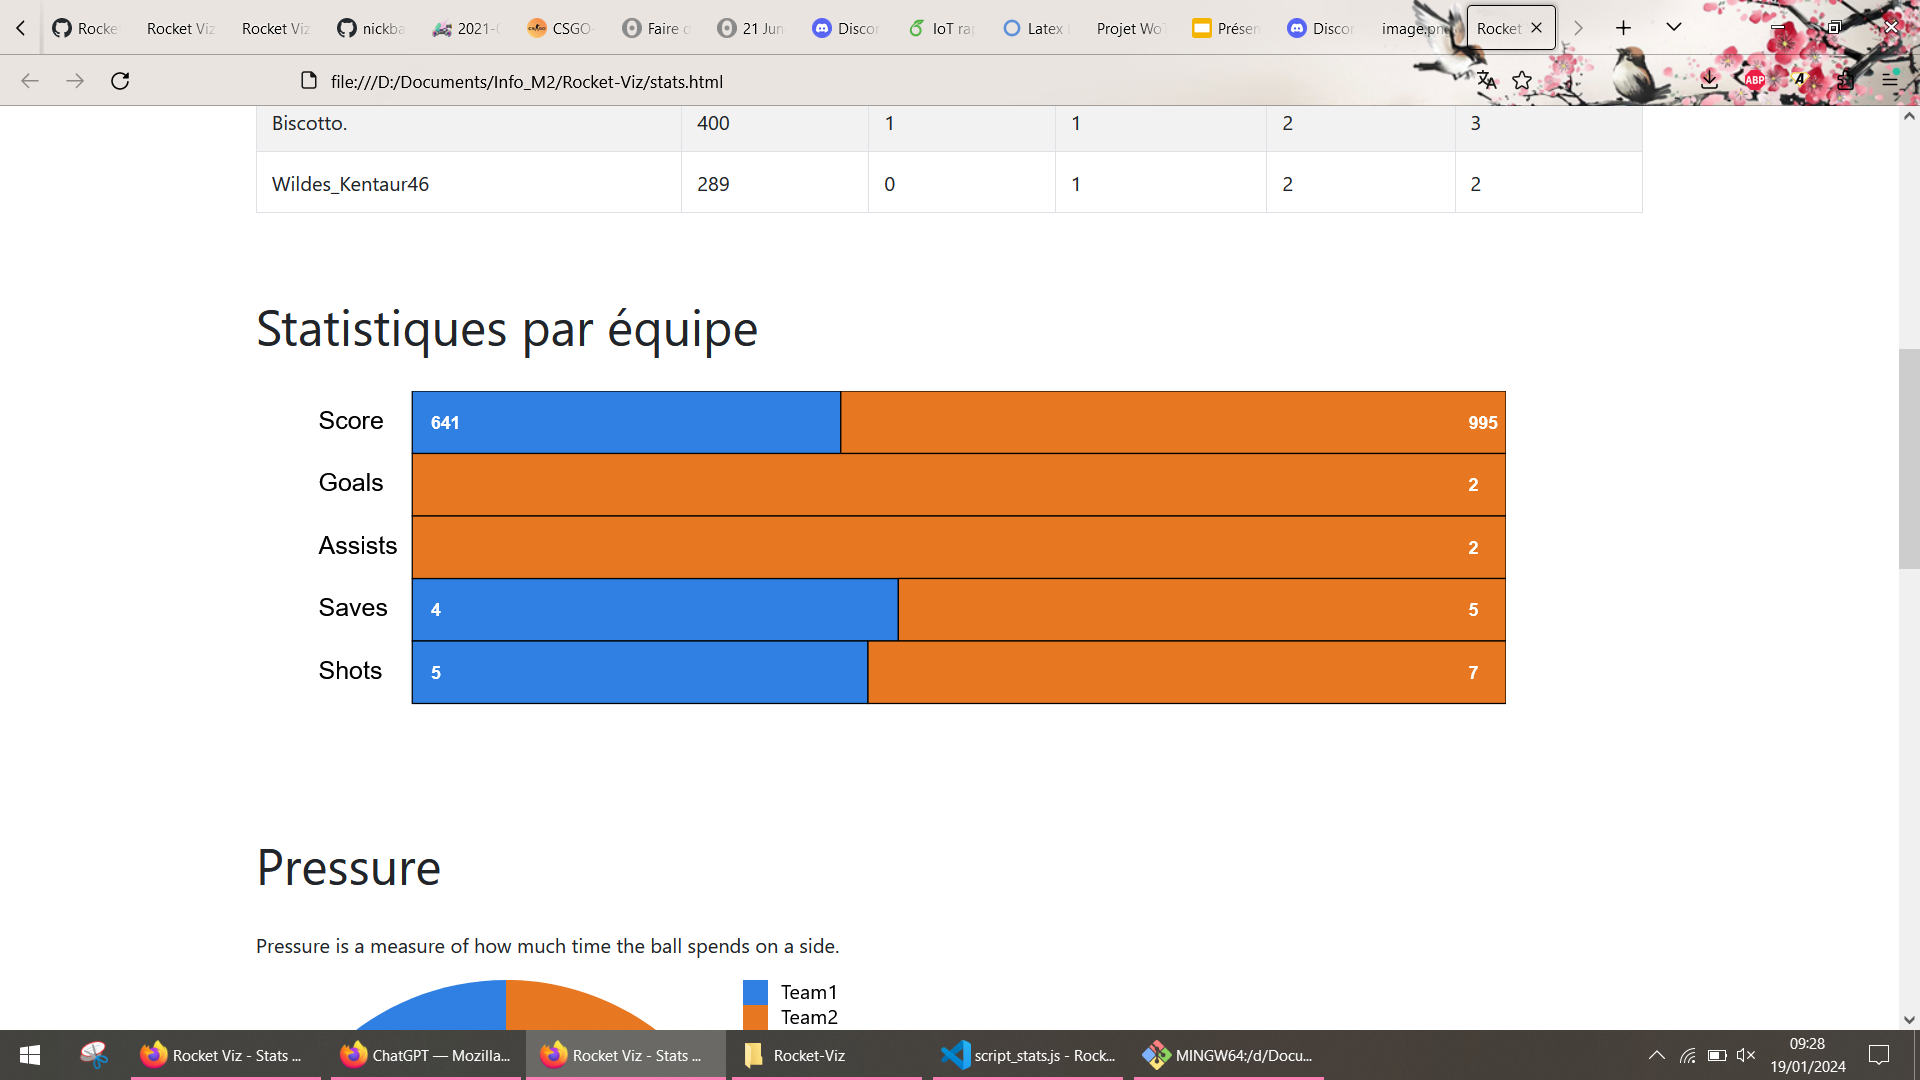 Rocke Rocket Viz Rocket Viz nickba 2021- CSGO- Faire 21 Jun Discor IoT rap Latex Projet WoT Présen Discor image.pn Rocket
file:///D:/Documents/Info_M2/Rocket-Viz/stats.html ABP
Biscotto. 400 1 1 2 3
Wildes_Kentaur46 289 0 1 2 2
Statistiques par équipe
Score 641 995
Goals 2
Assists 2
Saves 4 5
Shots 5 7
Pressure
Pressure is a measure of how much time the ball spends on a side.
Team1
Team2
Rocket Viz - Stats ... ChatGPT — Mozilla... Rocket Viz - Stats ... Rocket-Viz script_stats.js - Rock... MINGW64:/d/Docu... 09:28
19/01/2024